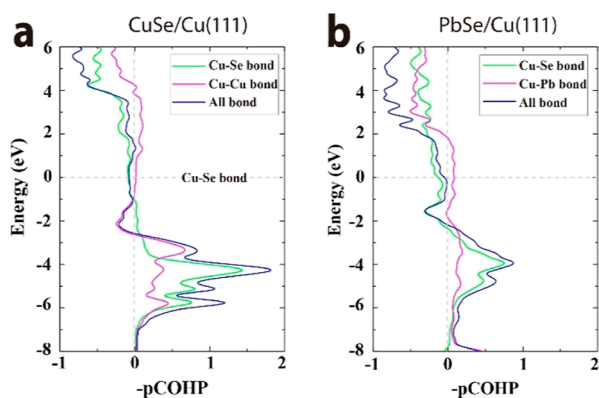 a
CuSe/Cu(111)
Energy (eV)
6
4
2
0
-2
-4
-6
-8
Cu-Se bond
Cu-Cu bond
All bond
Cu-Se bond
-1
0
1
2
-pCOHP
b
PbSe/Cu(111)
Energy (eV)
6
4
2
0
-2
-4
-6
-8
Cu-Se bond
Cu-Pb bond
All bond
-1
0
1
2
-pCOHP